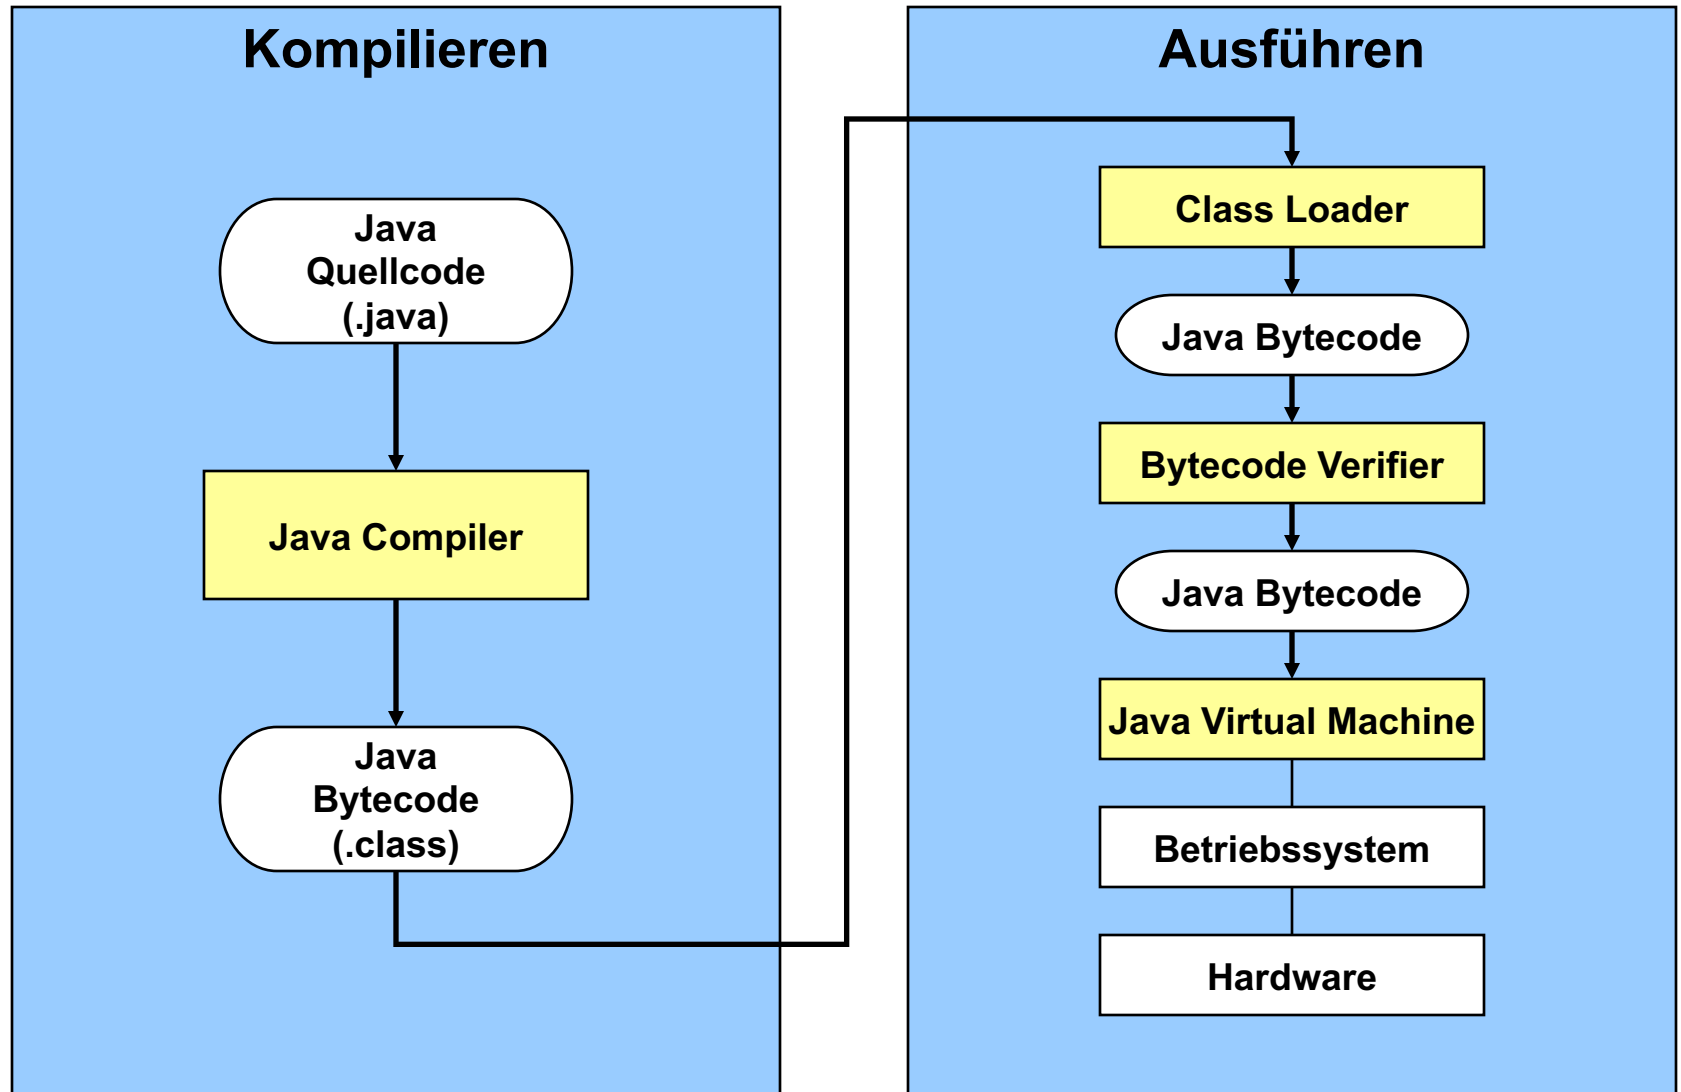 Kompilieren
Java
Quellcode
(.java)
Java Compiler
Java
Bytecode
(.class)
Ausführen
Class Loader
Java Bytecode
Bytecode Verifier
Java Bytecode
Java Virtual Machine
Betriebssystem
Hardware